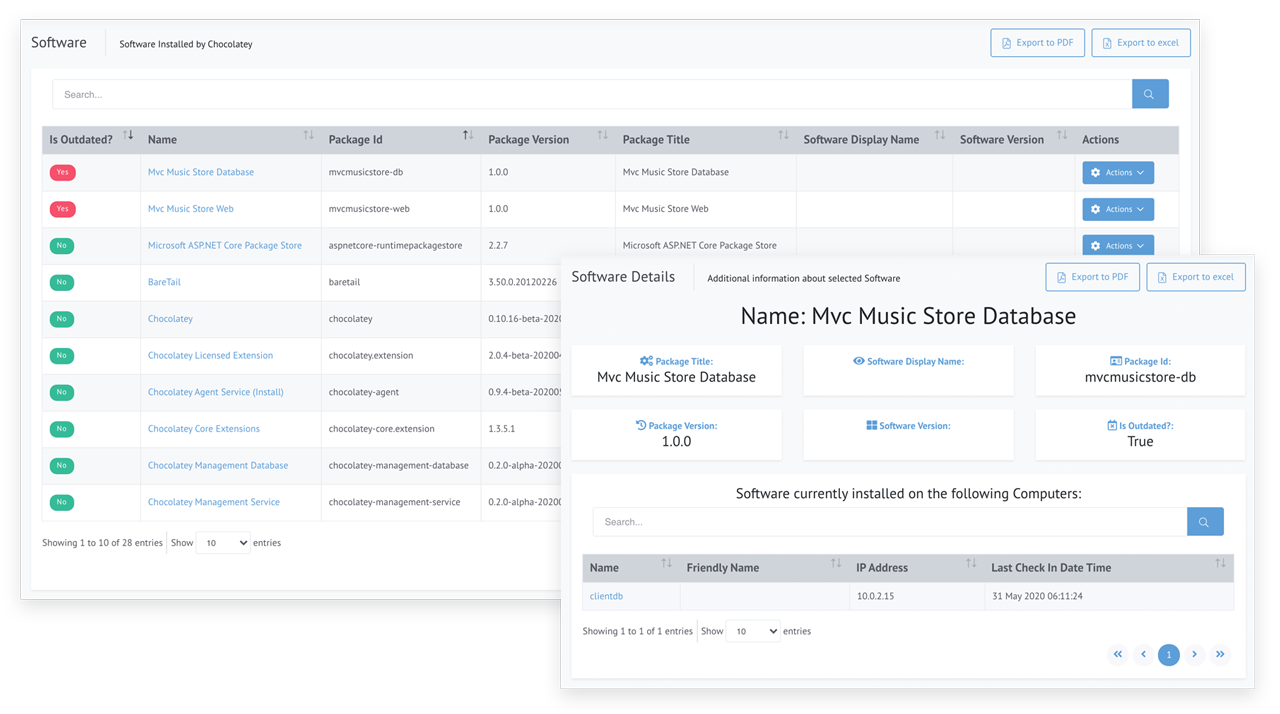 Software
Software Installed by Chocolatey
Export to PDF
Export to excel
Search...
Is Outdated? Name Package Id Package Version Package Title Software Display Name Software Version Actions
Yes Mvc Music Store Database mvcmusicstore-db 1.0.0 Mvc Music Store Database Actions
Yes Mvc Music Store Web mvcmusicstore-web 1.0.0 Mvc Music Store Web Actions
No Microsoft ASP.NET Core Package Store aspnetcore-runtimepackagestore 2.2.7 Microsoft ASP.NET Core Package Store Actions
No BareTail baretail 3.50.0.20120226
No Chocolatey chocolatey 0.10.16-beta-202
No Chocolatey Licensed Extension chocolatey.extension 2.0.4-beta-20200
No Chocolatey Agent Service (Install) chocolatey-agent 0.9.4-beta-20200
No Chocolatey Core Extensions chocolatey-core.extension 1.3.5.1
No Chocolatey Management Database chocolatey-management-database 0.2.0-alpha-2020
No Chocolatey Management Service chocolatey-management-service 0.2.0-alpha-2020
Showing 1 to 10 of 28 entries Show 10 entries
Software Details
Additional information about selected Software
Export to PDF
Export to excel
Name: Mvc Music Store Database
Package Title:
Mvc Music Store Database
Software Display Name:
Package Id:
mvcmusicstore-db
Package Version:
1.0.0
Software Version:
Is Outdated?:
True
Software currently installed on the following Computers:
Search...
Name Friendly Name IP Address Last Check In Date Time
clientdb 10.0.2.15 31 May 2020 06:11:24
Showing 1 to 1 of 1 entries Show 10 entries
1